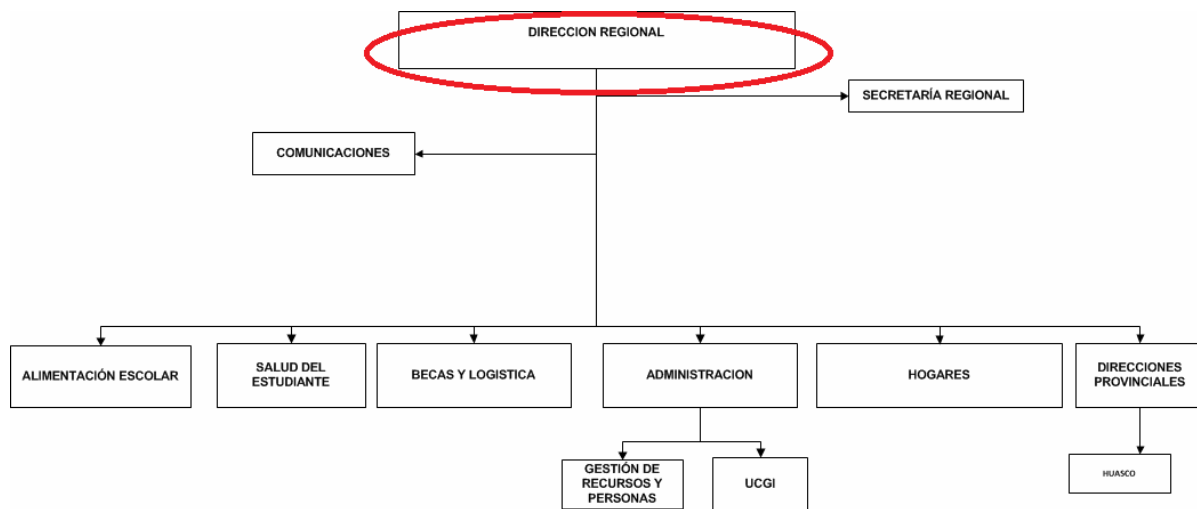 DIRECCION REGIONAL
SECRETARÍA REGIONAL
COMUNICACIONES
ALIMENTACIÓN ESCOLAR
SALUD DEL
ESTUDIANTE
BECAS Y LOGISTICA
ADMINISTRACION
HOGARES
DIRECCIONES
PROVINCIALES
GESTIÓN DE
RECURSOS Y
PERSONAS
UCGI
HUASCO